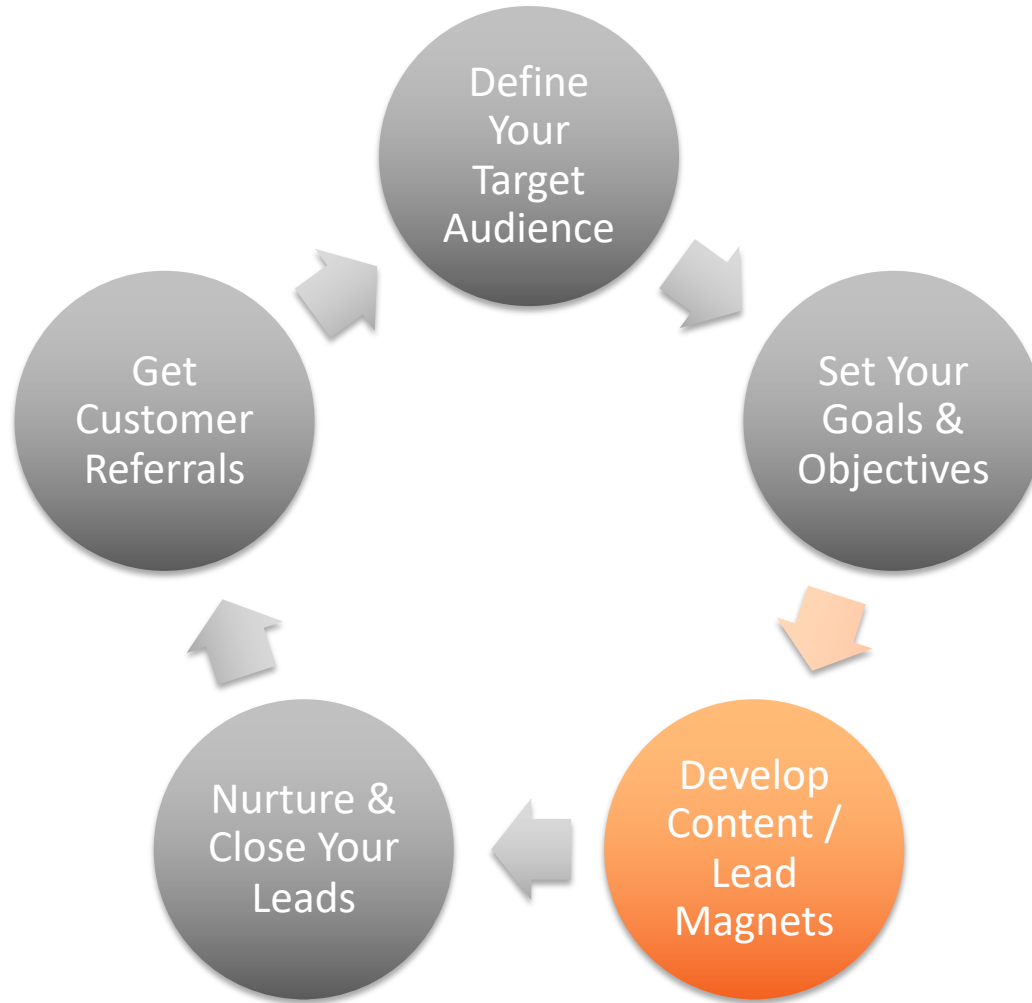 Define
Your
Target
Audience
Set Your
Goals &
Objectives
Develop
Content /
Lead
Magnets
Nurture &
Close Your
Leads
Get
Customer
Referrals